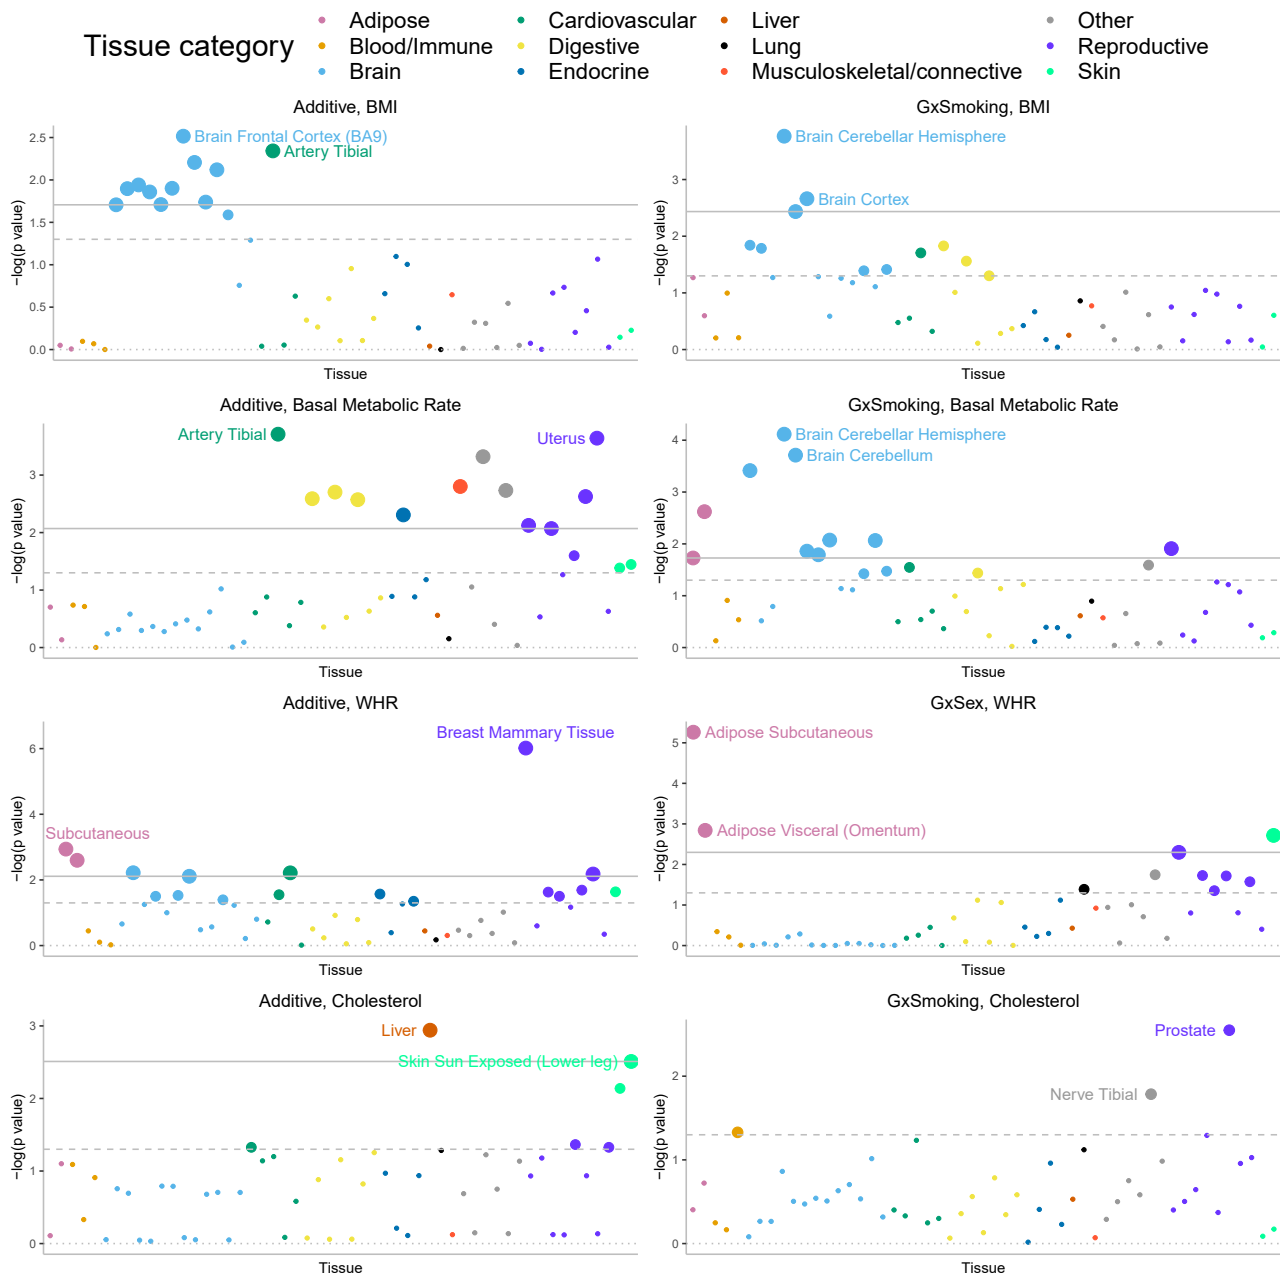 Tissue category
Adipose
Blood/Immune
Brain
Cardiovascular
Digestive
Endocrine
Liver
Lung
Musculoskeletal/connective
Other
Reproductive
Skin
Additive, BMI
−log(p value)
2.5
2.0
1.5
1.0
0.5
0.0
Brain Frontal Cortex (BA9)
Artery Tibial
Tissue
GxSmoking, BMI
−log(p value)
3
2
1
0
Brain Cerebellar Hemisphere
Brain Cortex
Tissue
Additive, Basal Metabolic Rate
−log(p value)
3
2
1
0
Artery Tibial
Uterus
Tissue
GxSmoking, Basal Metabolic Rate
−log(p value)
4
3
2
1
0
Brain Cerebellar Hemisphere
Brain Cerebellum
Tissue
Additive, WHR
−log(p value)
6
4
2
0
Breast Mammary Tissue
Subcutaneous
Tissue
GxSex, WHR
−log(p value)
5
4
3
2
1
0
Adipose Subcutaneous
Adipose Visceral (Omentum)
Tissue
Additive, Cholesterol
−log(p value)
3
2
1
0
Liver
Skin Sun Exposed (Lower leg)
Tissue
GxSmoking, Cholesterol
−log(p value)
2
1
0
Prostate
Nerve Tibial
Tissue